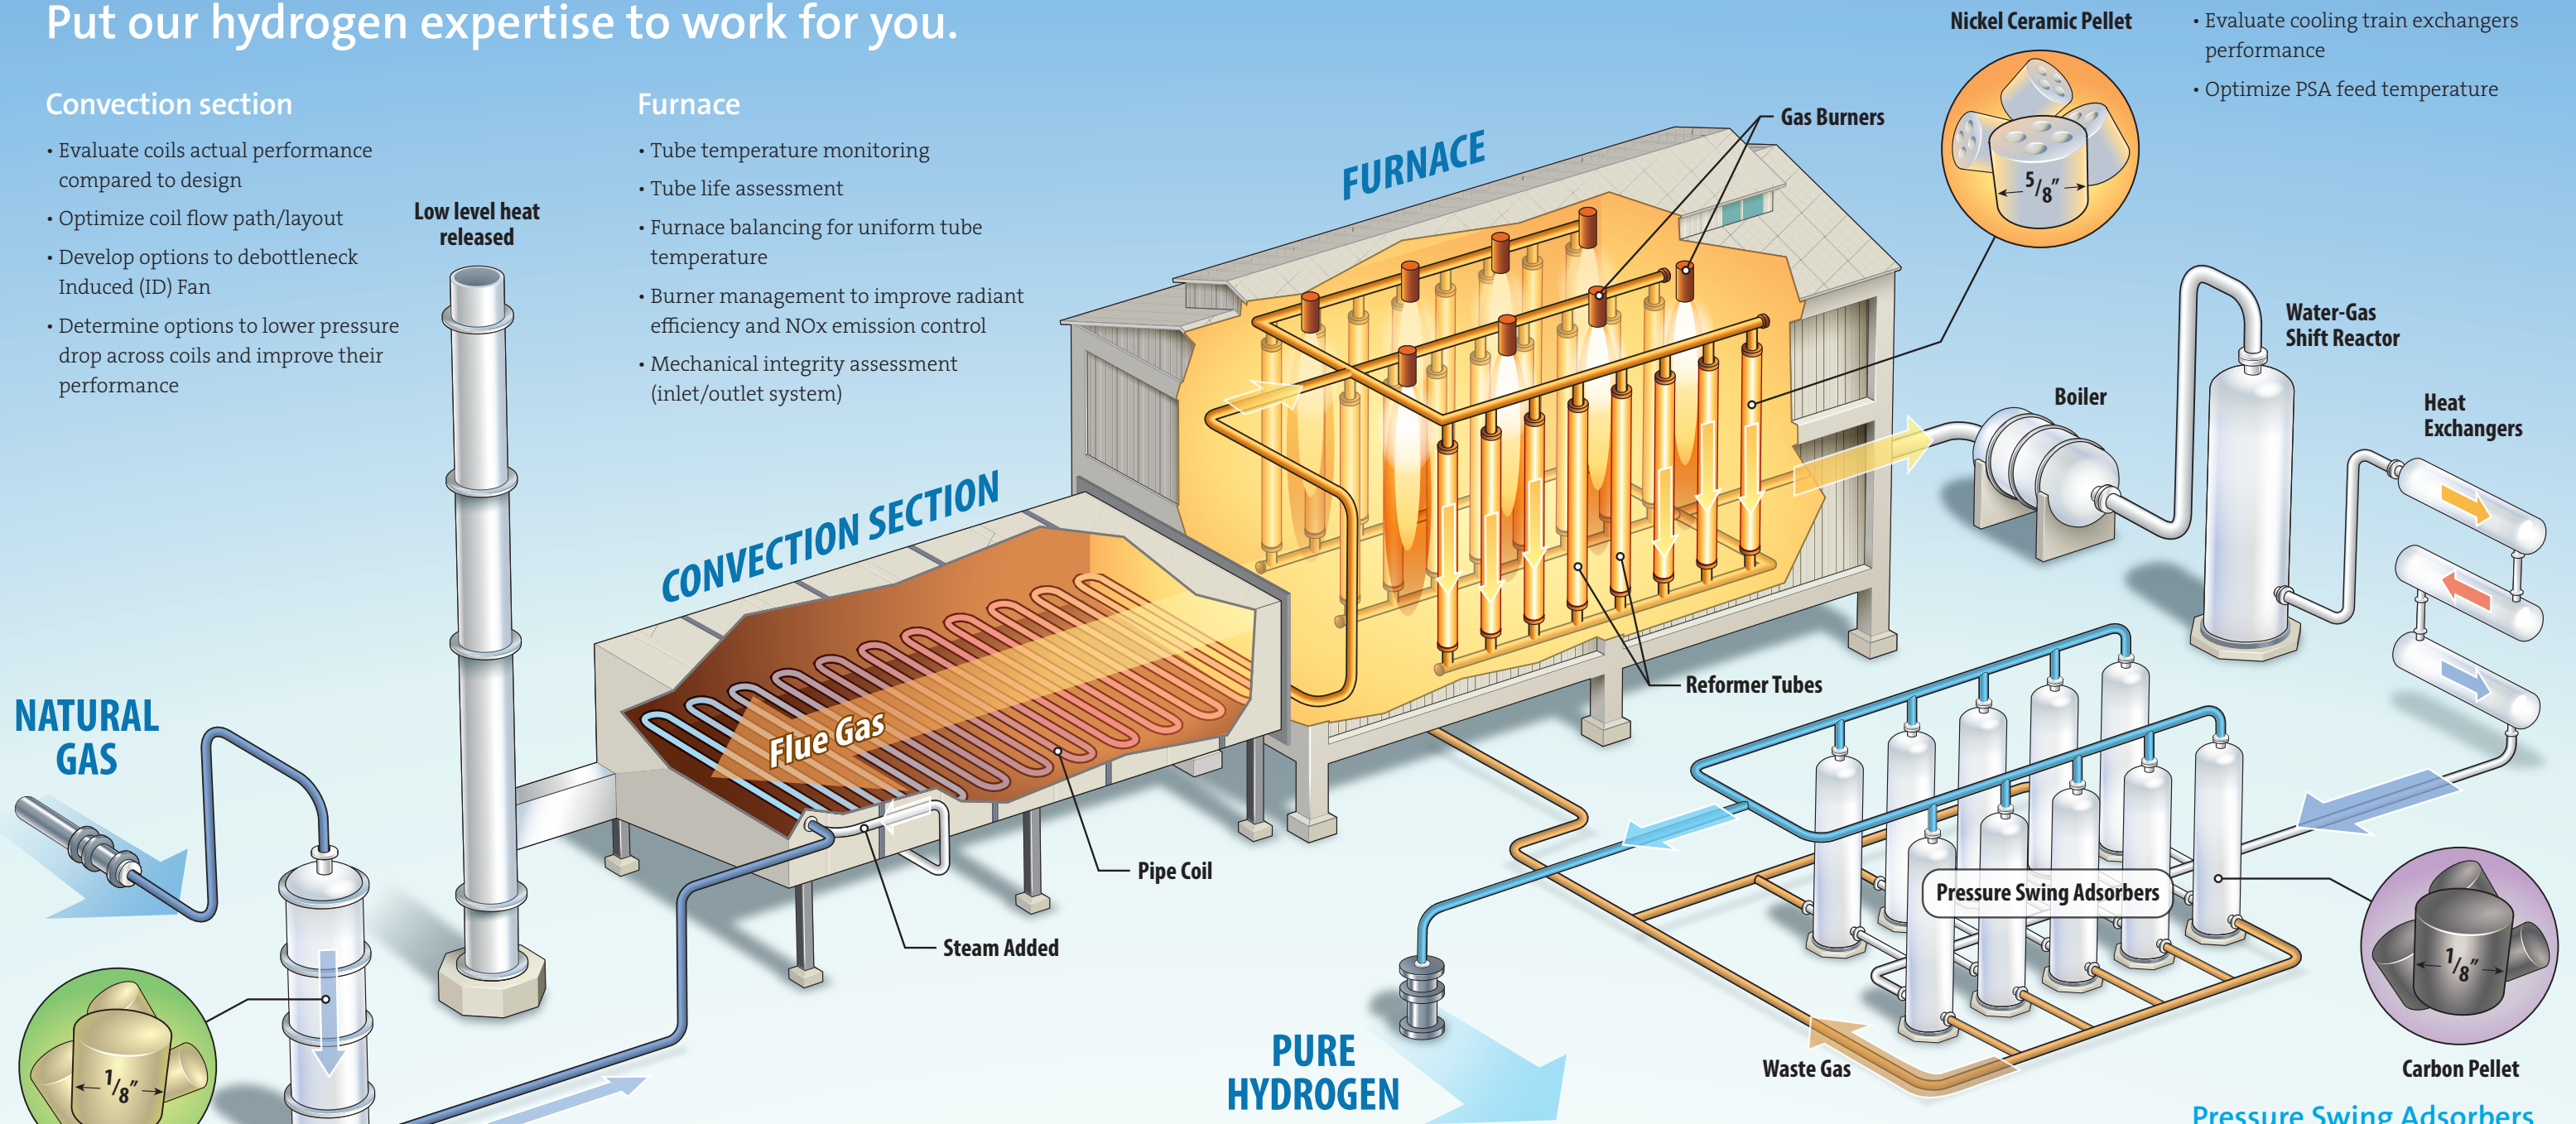 Put our hydrogen expertise to work for you.
Convection section
• Evaluate coils actual performance
compared to design
• Optimize coil flow path/layout
• Develop options to debottleneck
Induced (ID) Fan
• Determine options to lower pressure
drop across coils and improve their
performance
Low level heat
released
Furnace
• Tube temperature monitoring
• Tube life assessment
• Furnace balancing for uniform tube
temperature
• Burner management to improve radiant
efficiency and NOx emission control
• Mechanical integrity assessment
(inlet/outlet system)
FURNACE
Gas Burners
Nickel Ceramic Pellet
5/8"
• Evaluate cooling train exchangers
performance
• Optimize PSA feed temperature
Water-Gas
Shift Reactor
Boiler
Heat
Exchangers
CONVECTION SECTION
Flue Gas
Reformer Tubes
NATURAL
GAS
Pipe Coil
Steam Added
Pressure Swing Adsorbers
1/8"
Carbon Pellet
Waste Gas
PURE
HYDROGEN
1/8"
Pressure Swing Adsorbers